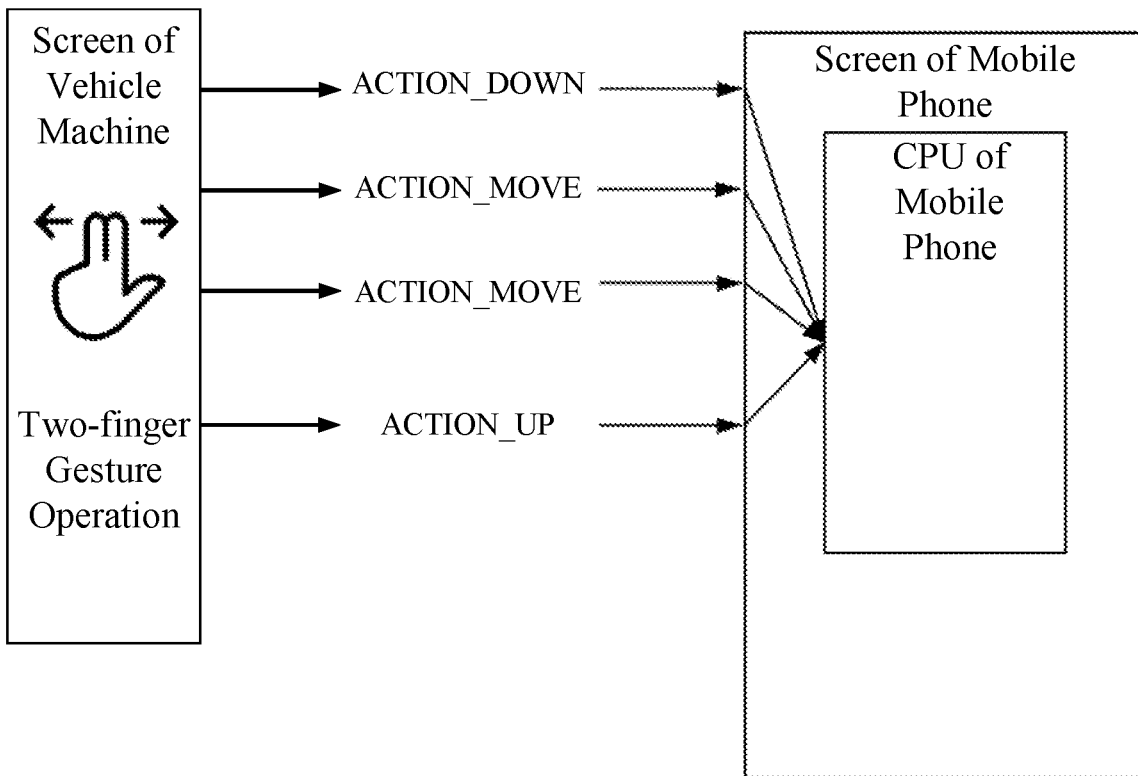 Screen of
Vehicle
Machine
Two-finger
Gesture
Operation
ACTION_DOWN
ACTION_MOVE
ACTION_MOVE
ACTION_UP
Screen of Mobile
Phone
CPU of
Mobile
Phone